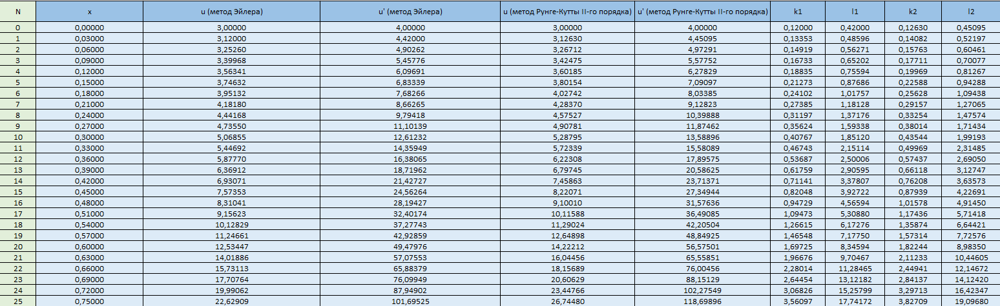 N x u (метод Эйлера) u' (метод Эйлера) u (метод Рунге-Кутты II-го порядка) u' (метод Рунге-Кутты II-го порядка) k1 l1 k2 l2
0 0,00000 3,00000 4,00000 3,00000 4,00000 0,12000 0,42000 0,12630 0,45095
1 0,03000 3,12000 4,42000 3,12630 4,45095 0,13353 0,48596 0,14082 0,52197
2 0,06000 3,25260 4,90262 3,26712 4,97291 0,14919 0,56271 0,15763 0,60461
3 0,09000 3,39968 5,45776 3,42475 5,57752 0,16733 0,65202 0,17711 0,70077
4 0,12000 3,56341 6,09691 3,60185 6,27829 0,18835 0,75594 0,19969 0,81267
5 0,15000 3,74632 6,83339 3,80154 7,09097 0,21273 0,87686 0,22588 0,94288
6 0,18000 3,95132 7,68266 4,02742 8,03385 0,24102 1,01757 0,25628 1,09438
7 0,21000 4,18180 8,66265 4,28370 9,12823 0,27385 1,18128 0,29157 1,27065
8 0,24000 4,44168 9,79418 4,57527 10,39888 0,31197 1,37176 0,33254 1,47574
9 0,27000 4,73550 11,10139 4,90781 11,87462 0,35624 1,59338 0,38014 1,71434
10 0,30000 5,06855 12,61232 5,28795 13,58896 0,40767 1,85120 0,43544 1,99193
11 0,33000 5,44692 14,35949 5,72339 15,58089 0,46743 2,15114 0,49969 2,31485
12 0,36000 5,87770 16,38065 6,22308 17,89575 0,53687 2,50006 0,57437 2,69050
13 0,39000 6,36912 18,71962 6,79745 20,58625 0,61759 2,90595 0,66118 3,12747
14 0,42000 6,93071 21,42727 7,45863 23,71371 0,71141 3,37807 0,76208 3,63573
15 0,45000 7,57353 24,56264 8,22071 27,34944 0,82048 3,92722 0,87939 4,22691
16 0,48000 8,31041 28,19427 9,10010 31,57636 0,94729 4,56594 1,01578 4,91450
17 0,51000 9,15623 32,40174 10,11588 36,49085 1,09473 5,30880 1,17436 5,71418
18 0,54000 10,12829 37,27743 11,29024 42,20504 1,26615 6,17276 1,35874 6,64421
19 0,57000 11,24661 42,92859 12,64898 48,84925 1,46548 7,17750 1,57314 7,72576
20 0,60000 12,53447 49,47976 14,22212 56,57501 1,69725 8,34594 1,82244 8,98350
21 0,63000 14,01886 57,07553 16,04456 65,55851 1,96676 9,70467 2,11233 10,44605
22 0,66000 15,73113 65,88379 18,15689 76,00456 2,28014 11,28465 2,44941 12,14672
23 0,69000 17,70764 76,09949 20,60629 88,15129 2,64454 13,12182 2,84137 14,12420
24 0,72000 19,99062 87,94902 23,44766 102,27549 3,06826 15,25799 3,29713 16,42347
25 0,75000 22,62909 101,69525 26,74480 118,69896 3,56097 17,74172 3,82709 19,09680